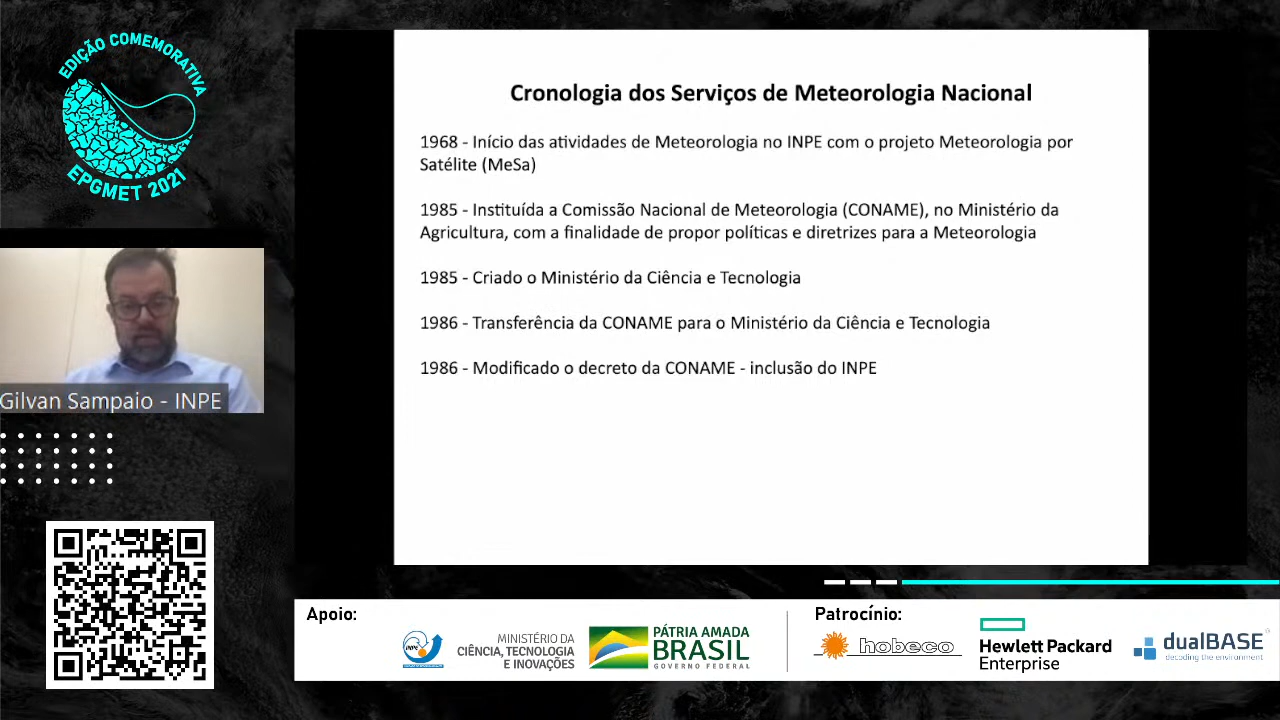 EDIÇÃO COMEMORATIVA
EPGMET 2021
Cronologia dos Serviços de Meteorologia Nacional
1968 - Início das atividades de Meteorologia no INPE com o projeto Meteorologia por
Satélite (MeSa)
1985 - Instituída a Comissão Nacional de Meteorologia (CONAME), no Ministério da
Agricultura, com a finalidade de propor políticas e diretrizes para a Meteorologia
1985 - Criado o Ministério da Ciência e Tecnologia
1986 - Transferência da CONAME para o Ministério da Ciência e Tecnologia
1986 - Modificado o decreto da CONAME - inclusão do INPE
Gilvan Sampaio - INPE
Apoio:
INPE
MINISTÉRIO DA
CIÊNCIA, TECNOLOGIA
E INOVAÇÕES
PÁTRIA AMADA
BRASIL
GOVERNO FEDERAL
Patrocínio:
hobeco
Hewlett Packard
Enterprise
dualBASE
decoding the environment